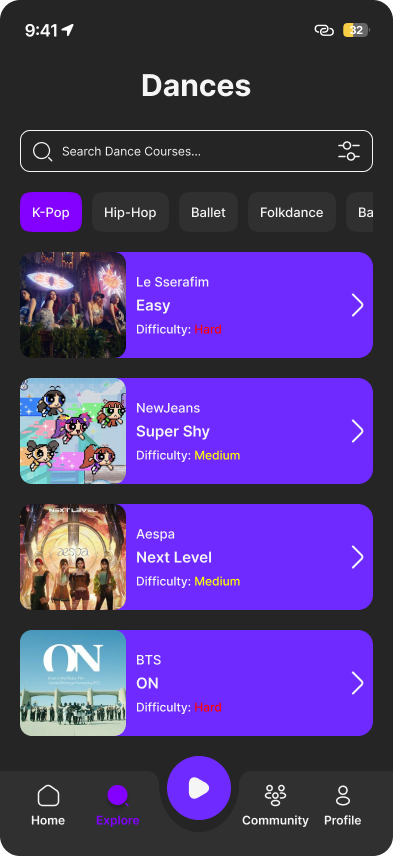 9:41
32
Dances
Search Dance Courses...
K-Pop
Hip-Hop
Ballet
Folkdance
Ba
Le Sserafim
Easy
Difficulty: Hard
NewJeans
Super Shy
Difficulty: Medium
NEXT LEVEL
aespa
Aespa
Next Level
Difficulty: Medium
ON
BTS
ON
Difficulty: Hard
Home
Explore
Community
Profile